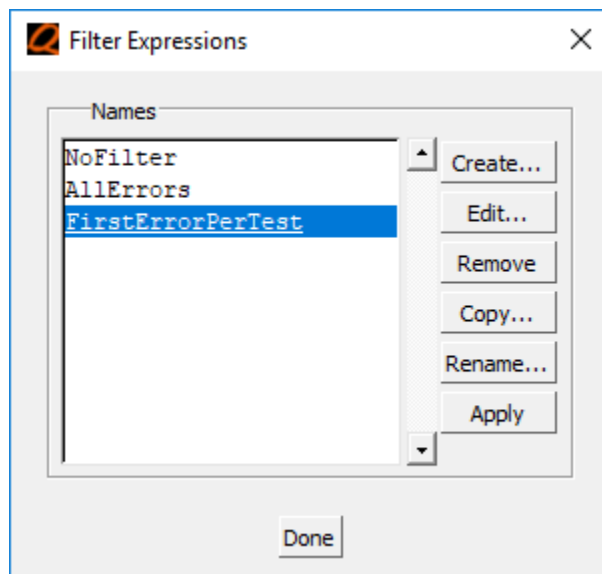 Filter Expressions
Names
NoFilter
AllErrors
FirstErrorPerTest
Create...
Edit...
Remove
Copy...
Rename...
Apply
Done